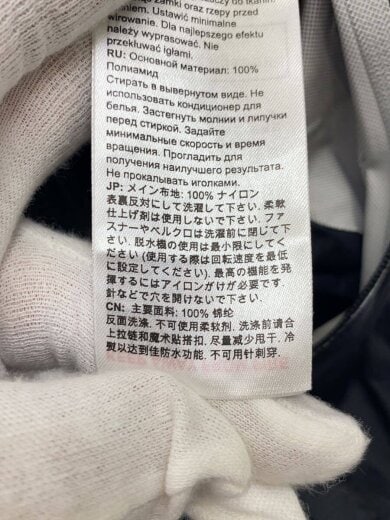 zamki oraz rzepy przed
praniem. Ustawić minimalne
wirowanie. Dla najlepszego efektu
należy wyprasować. Nie
przekłuwać igłami.
RU: Основной материал: 100%
Полиамид
Стирать в вывернутом виде. Не
использовать кондиционер для
белья. Застегнуть молнии и липучки
перед стиркой. Задайте
минимальные скорость и время
вращения. Прогладить для
получения наилучшего результата.
Не прокалывать иголками.
JP: メイン布地: 100% ナイロン
表裏反対にして洗濯して下さい. 柔軟
仕上げ剤は使用しないで下さい. ファ
スナーやベルクロは洗濯前に閉じて下
さい. 脱水機の使用は最小限にしてく
ださい (使用する際は回転速度を最低
に設定してください). 最高の機能を発
揮するにはアイロンがけが必要です.
針などで穴を開けないで下さい.
CN: 主要面料: 100% 锦纶
反面洗涤. 不可使用柔软剂. 洗涤前请合
上拉链和魔术贴搭扣. 尽量减少甩干. 冷
熨以达到佳防水功能. 不可用针刺穿.